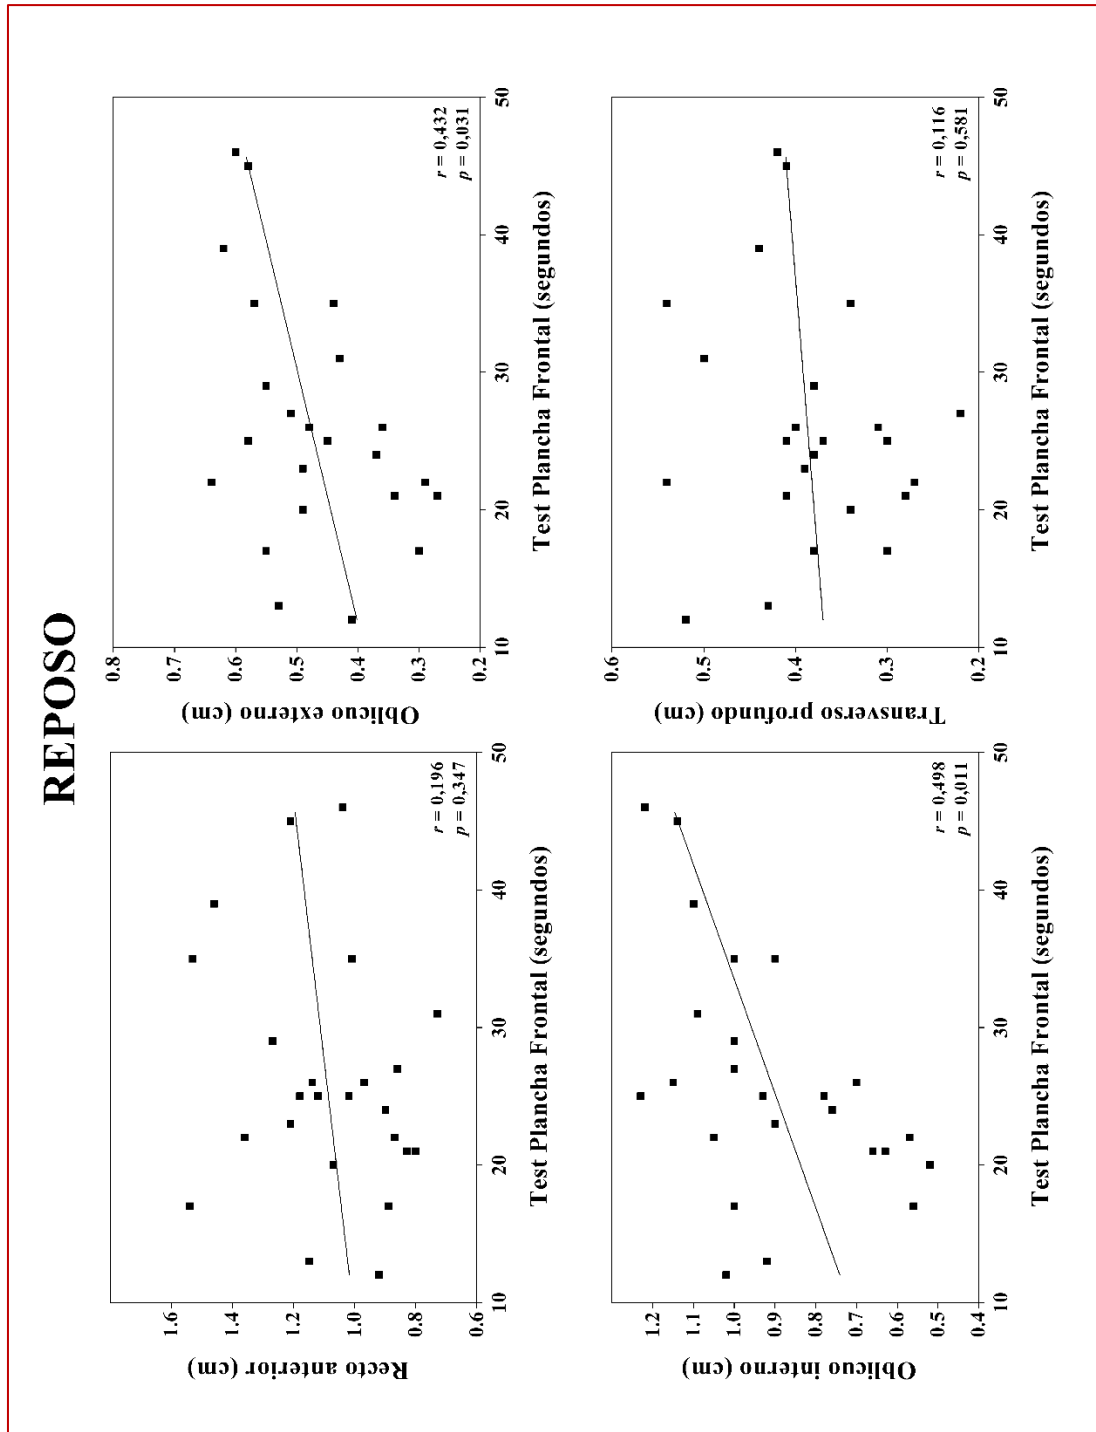 REPOSO
Recto anterior (cm)
1.6
1.4
1.2
1.0
0.8
0.6
r = 0,196
p = 0,347
10 20 30 40 50
Test Plancha Frontal (segundos)
Oblicuo externo (cm)
0.8
0.7
0.6
0.5
0.4
0.3
0.2
r = 0,432
p = 0,031
10 20 30 40 50
Test Plancha Frontal (segundos)
Oblicuo interno (cm)
1.2
1.1
1.0
0.9
0.8
0.7
0.6
0.5
0.4
r = 0,498
p = 0,011
10 20 30 40 50
Test Plancha Frontal (segundos)
Transverso profundo (cm)
0.6
0.5
0.4
0.3
0.2
r = 0,116
p = 0,581
10 20 30 40 50
Test Plancha Frontal (segundos)